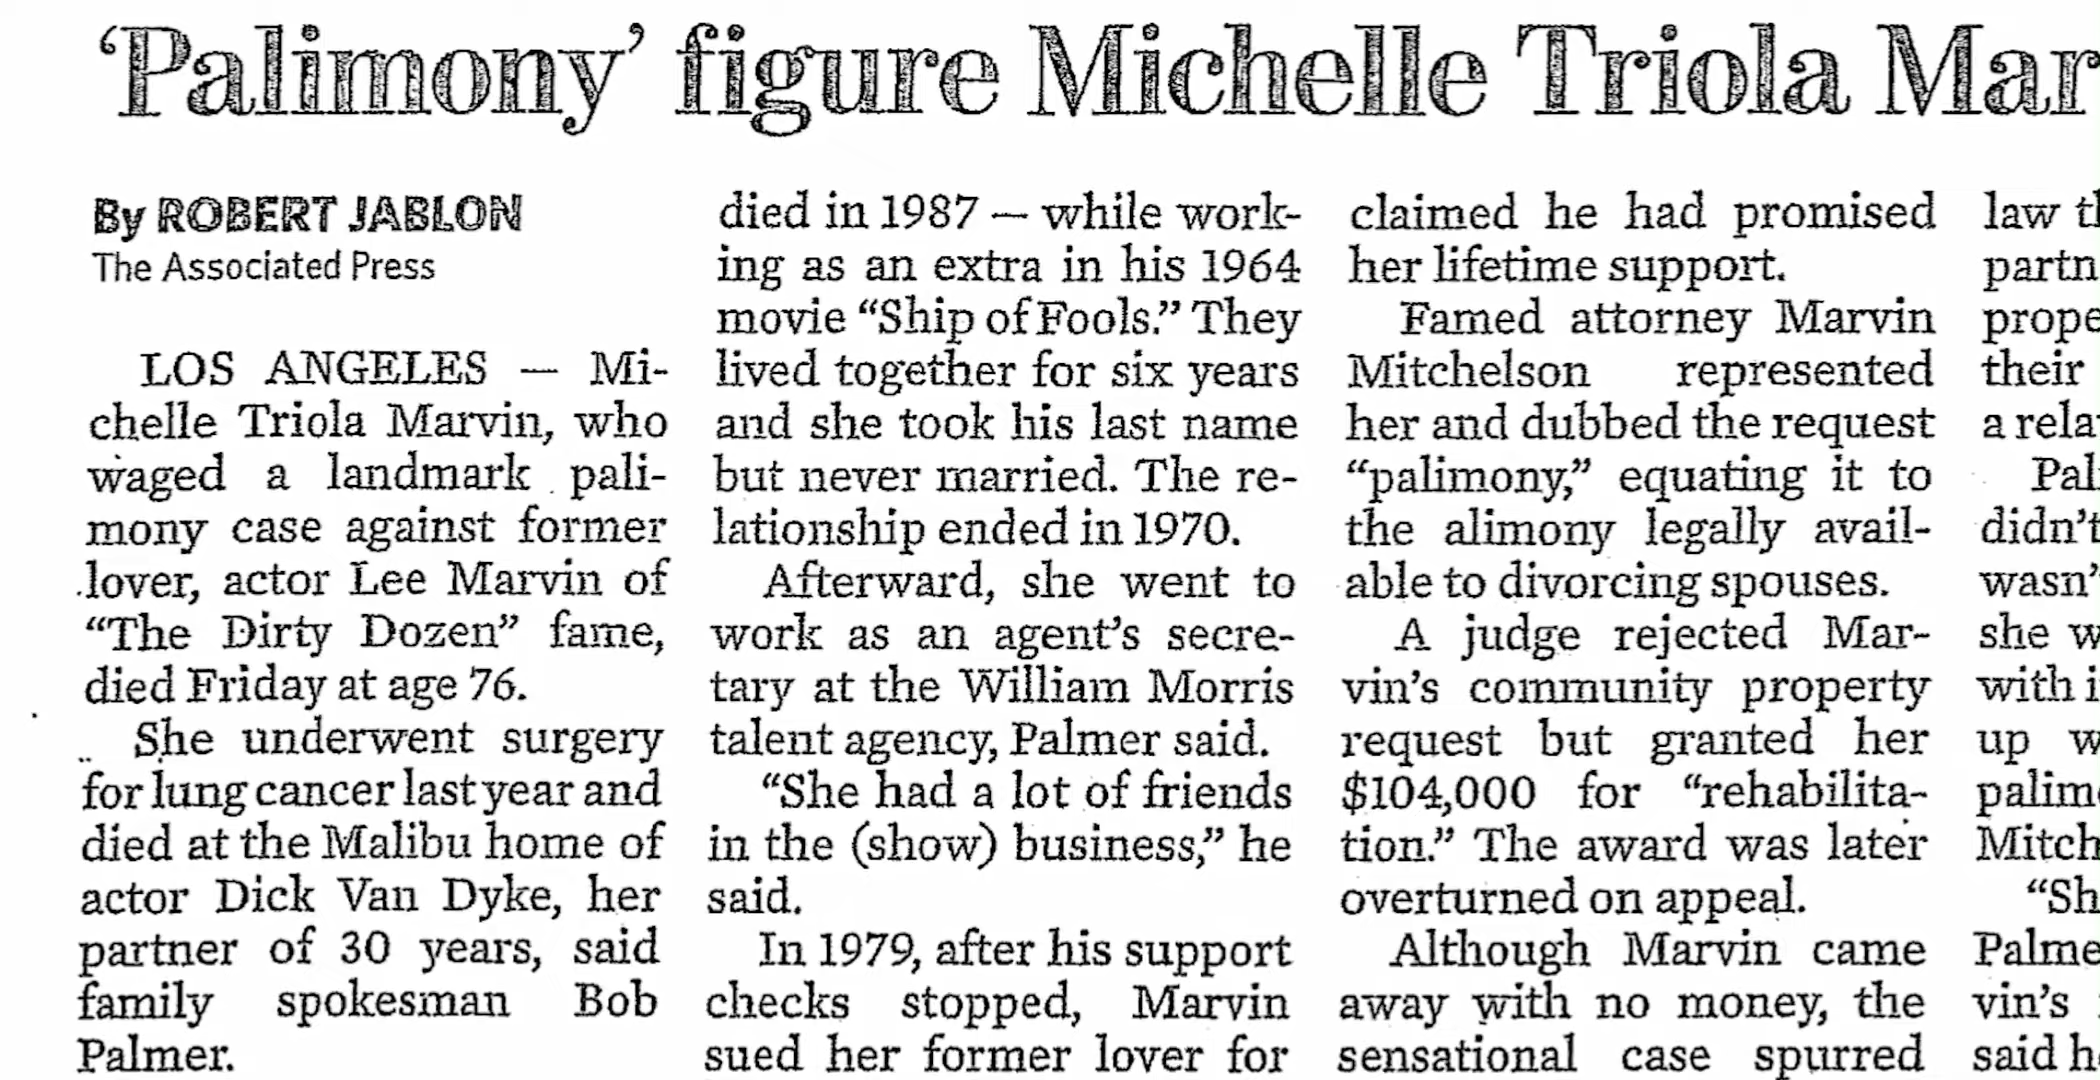 ‘Palimony’ figure Michelle Triola Mar
By ROBERT JABLON
The Associated Press
LOS ANGELES — Mi-
chelle Triola Marvin, who
waged a landmark pali-
mony case against former
lover, actor Lee Marvin of
“The Dirty Dozen” fame,
died Friday at age 76.
She underwent surgery
for lung cancer last year and
died at the Malibu home of
actor Dick Van Dyke, her
partner of 30 years, said
family spokesman Bob
Palmer.
died in 1987 — while work-
ing as an extra in his 1964
movie “Ship of Fools.” They
lived together for six years
and she took his last name
but never married. The re-
lationship ended in 1970.
Afterward, she went to
work as an agent’s secre-
tary at the William Morris
talent agency, Palmer said.
“She had a lot of friends
in the (show) business,” he
said.
In 1979, after his support
checks stopped, Marvin
sued her former lover for
claimed he had promised
her lifetime support.
Famed attorney Marvin
Mitchelson represented
her and dubbed the request
“palimony,” equating it to
the alimony legally avail-
able to divorcing spouses.
A judge rejected Mar-
vin’s community property
request but granted her
$104,000 for “rehabilita-
tion.” The award was later
overturned on appeal.
Although Marvin came
away with no money, the
sensational case spurred
law
partn
prope
their
a rela
Pal
didn’t
wasn’
she w
with i
up w
palim
Mitch
“Sh
Palme
vin’s
said h